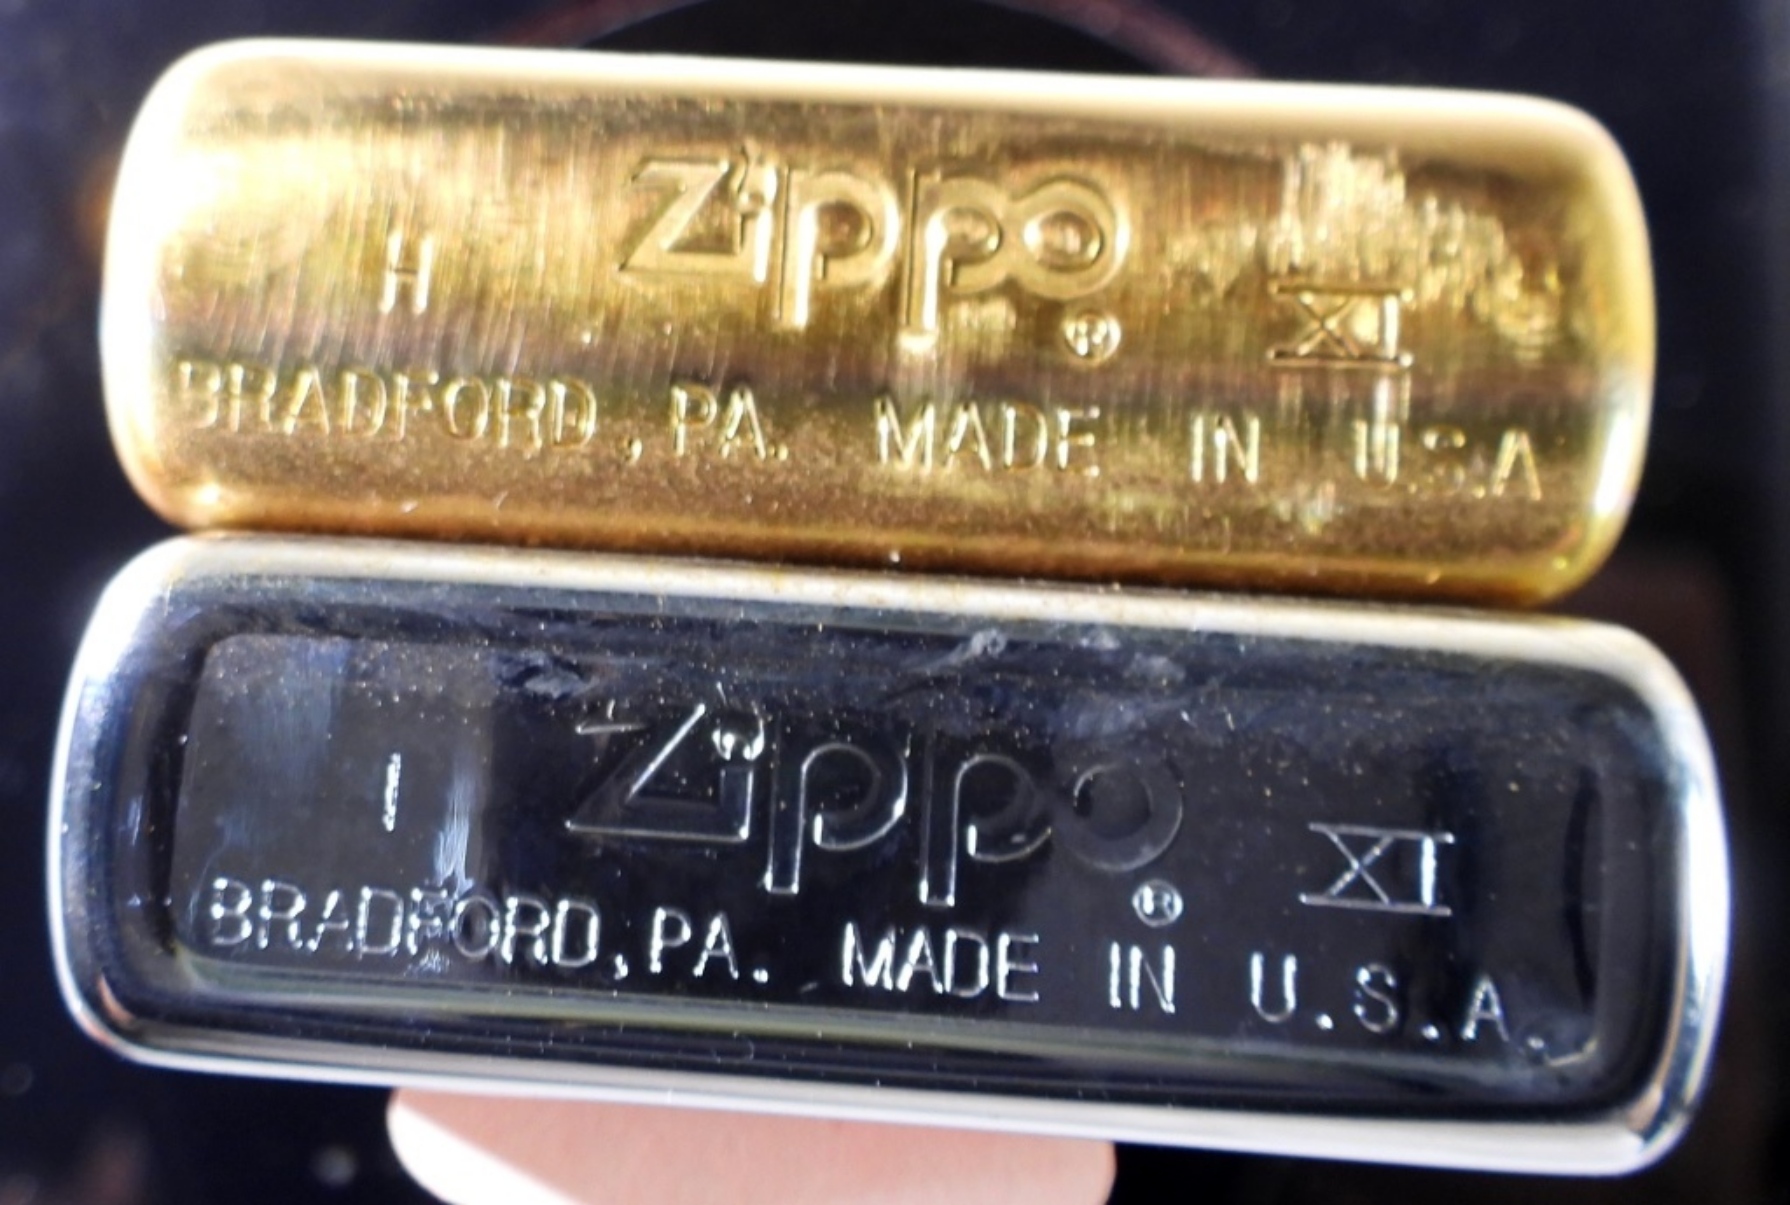 H Zippo® XI
BRADFORD, PA. MADE IN U.S.A
I Zippo® XI
BRADFORD, PA. MADE IN U.S.A.